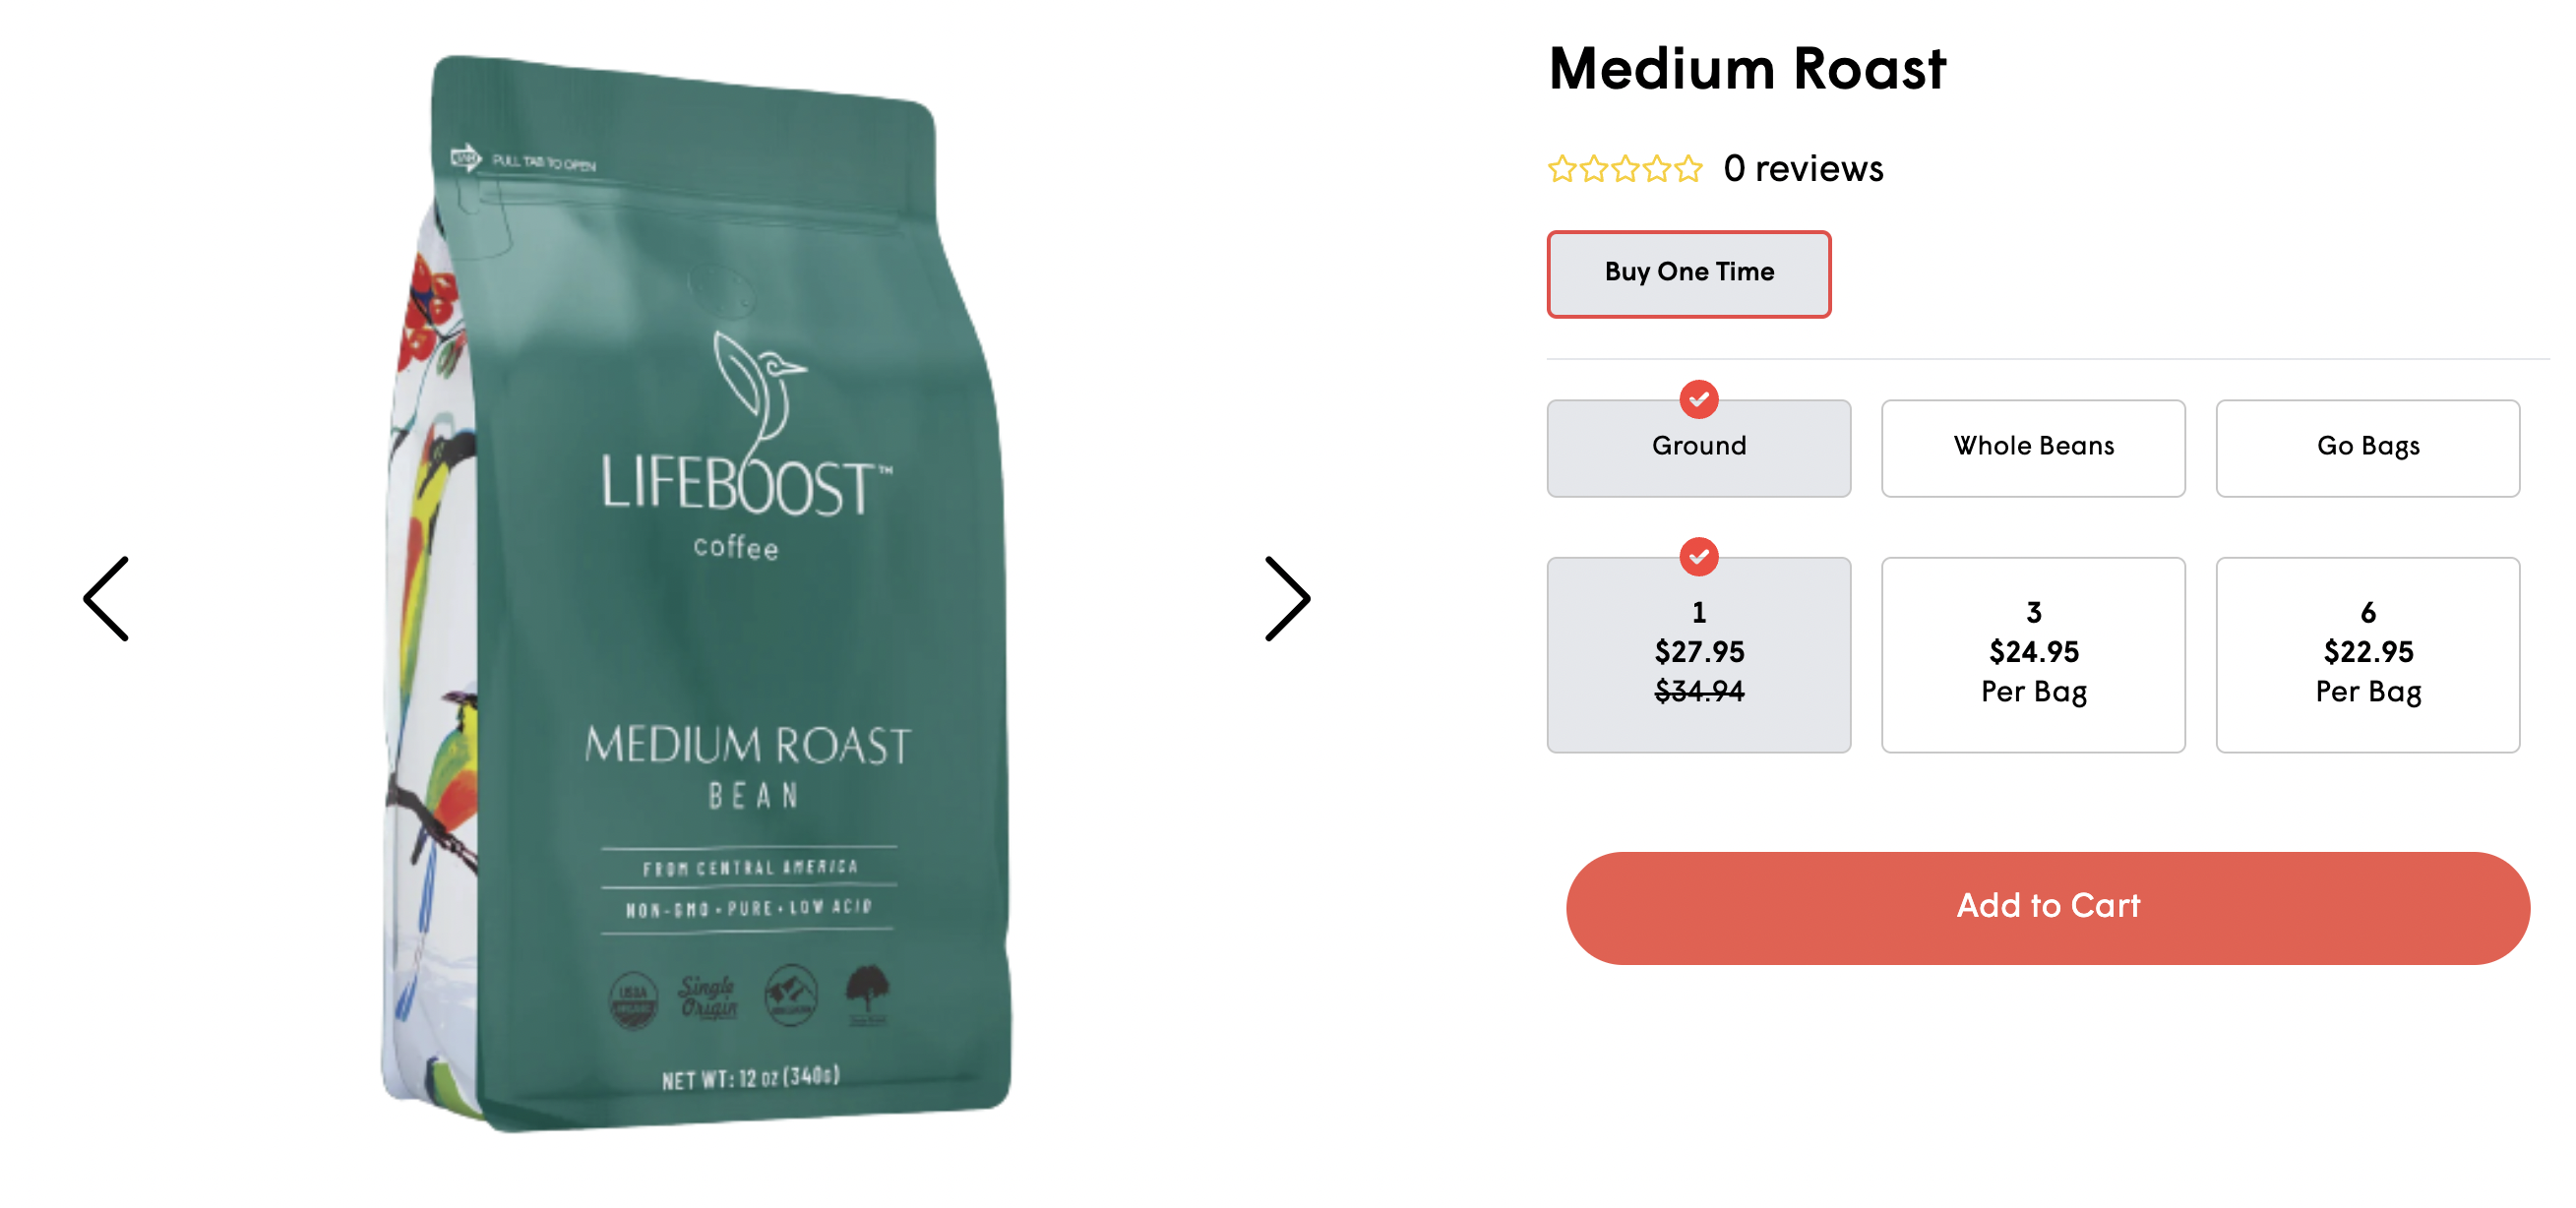 PULL TAB TO OPEN
LIFEBOOST™
coffee
MEDIUM ROAST
BEAN
FROM CENTRAL AMERICA
NON-GMO • PURE • LOW ACID
USDA
ORGANIC
Single
Origin
NET WT: 12 oz (340g)
Medium Roast
0 reviews
Buy One Time
Ground
Whole Beans
Go Bags
1
$27.95
$34.94
3
$24.95
Per Bag
6
$22.95
Per Bag
Add to Cart